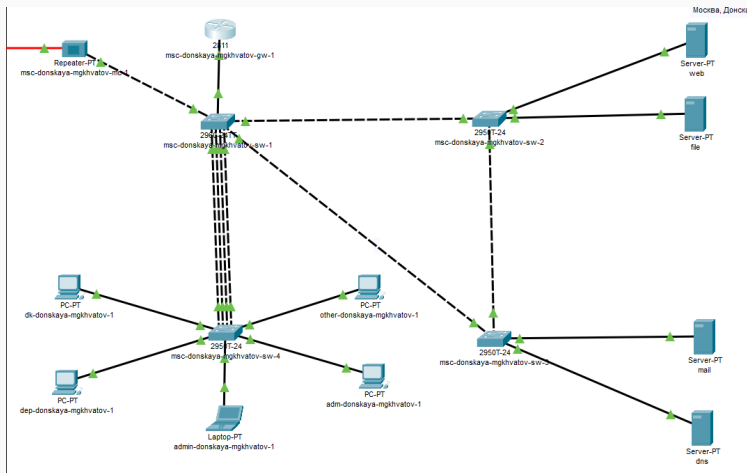 Москва, Донск
2811
msc-donskaya-mgkhvatov-gw-1
Repeater-PT
Server-PT
web
msc-donskaya-mgkhvatov-sw-1
2950T-24
msc-donskaya-mgkhvatov-sw-2
Server-PT
file
PC-PT
dk-donskaya-mgkhvatov-1
PC-PT
other-donskaya-mgkhvatov-1
2950T-24
msc-donskaya-mgkhvatov-sw-4
2950T-24
msc-donskaya-mgkhvatov-sw-3
Server-PT
mail
PC-PT
dep-donskaya-mgkhvatov-1
PC-PT
adm-donskaya-mgkhvatov-1
Laptop-PT
admin-donskaya-mgkhvatov-1
Server-PT
dns